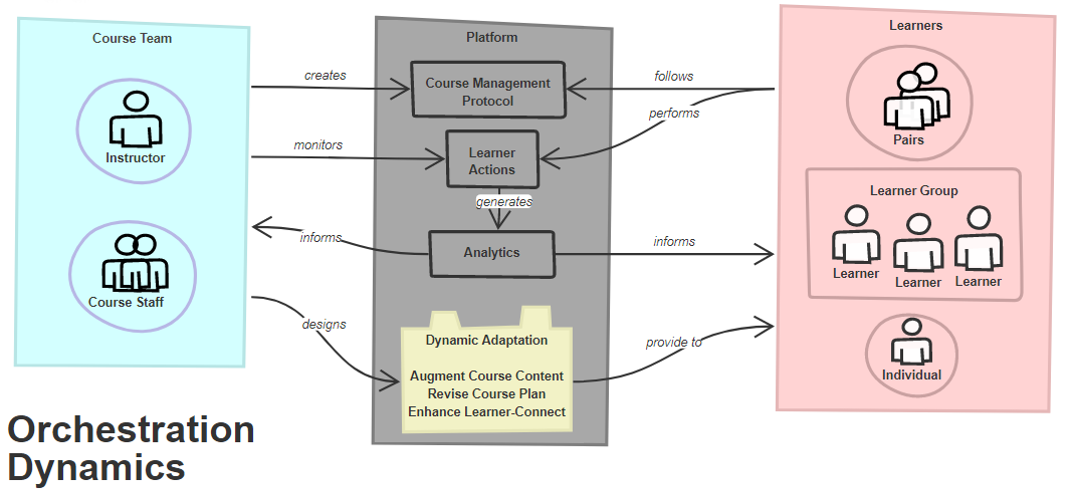 Course Team
Instructor
Course Staff
creates
monitors
informs
designs
Platform
Course Management
Protocol
Learner
Actions
generates
Analytics
Dynamic Adaptation
Augment Course Content
Revise Course Plan
Enhance Learner-Connect
follows
performs
informs
provide to
Learners
Pairs
Learner Group
Learner
Learner
Learner
Individual
Orchestration
Dynamics